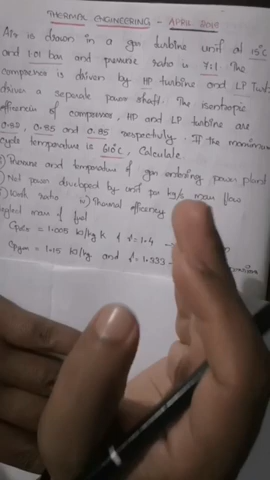 THERMAL ENGINEERING - APRIL 2010
Air is drawn in a gas turbine unit at 15°C
and 1.01 bar and pressure ratio is 7:1 The
compressor is driven by HP turbine and LP Turb
drives a separate power shaft. The isentropic
efficiencies of compressor, HP and LP turbine are
0.82, 0.85 and 0.85 respectively. If the maximum
cycle temperature is 610°C, Calculate.
Pressure and temperature of gas entering power plant
Net power developed by unit per kg/s mass flow
Work ratio iv) Thermal efficiency
neglect mass of fuel
= 1.005 kJ/kg K & γ = 1.4
= 1.15 kJ/kg and γ = 1.333